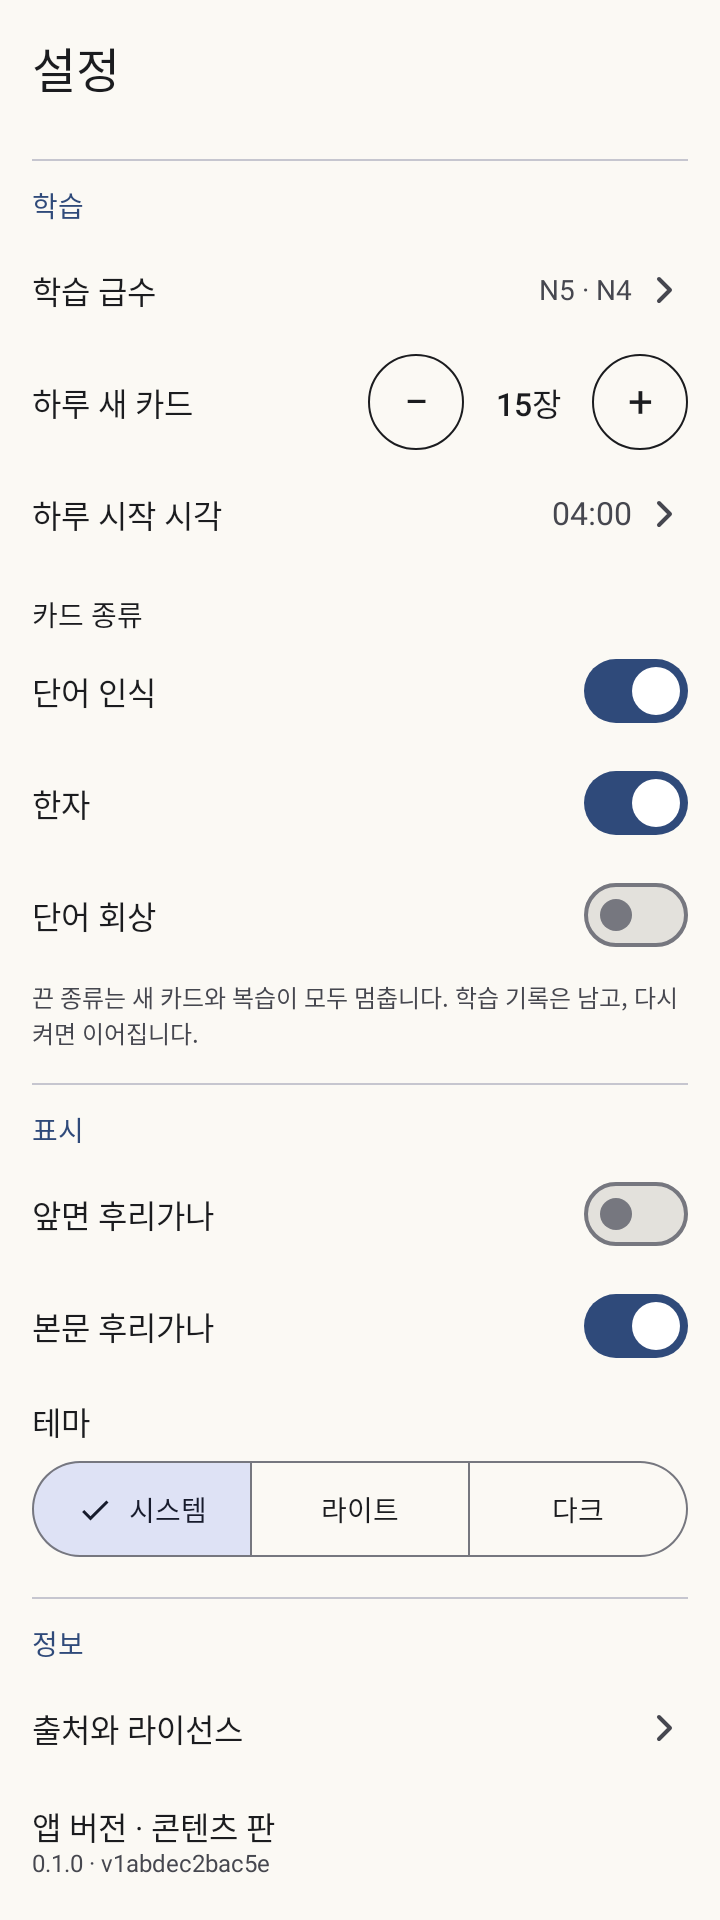 설정
학습
학습 급수 N5 · N4
하루 새 카드 − 15장 +
하루 시작 시각 04:00
카드 종류
단어 인식
한자
단어 회상
끈 종류는 새 카드와 복습이 모두 멈춥니다. 학습 기록은 남고, 다시
켜면 이어집니다.
표시
앞면 후리가나
본문 후리가나
테마
시스템 라이트 다크
정보
출처와 라이선스
앱 버전 · 콘텐츠 판
0.1.0 · v1abdec2bac5e